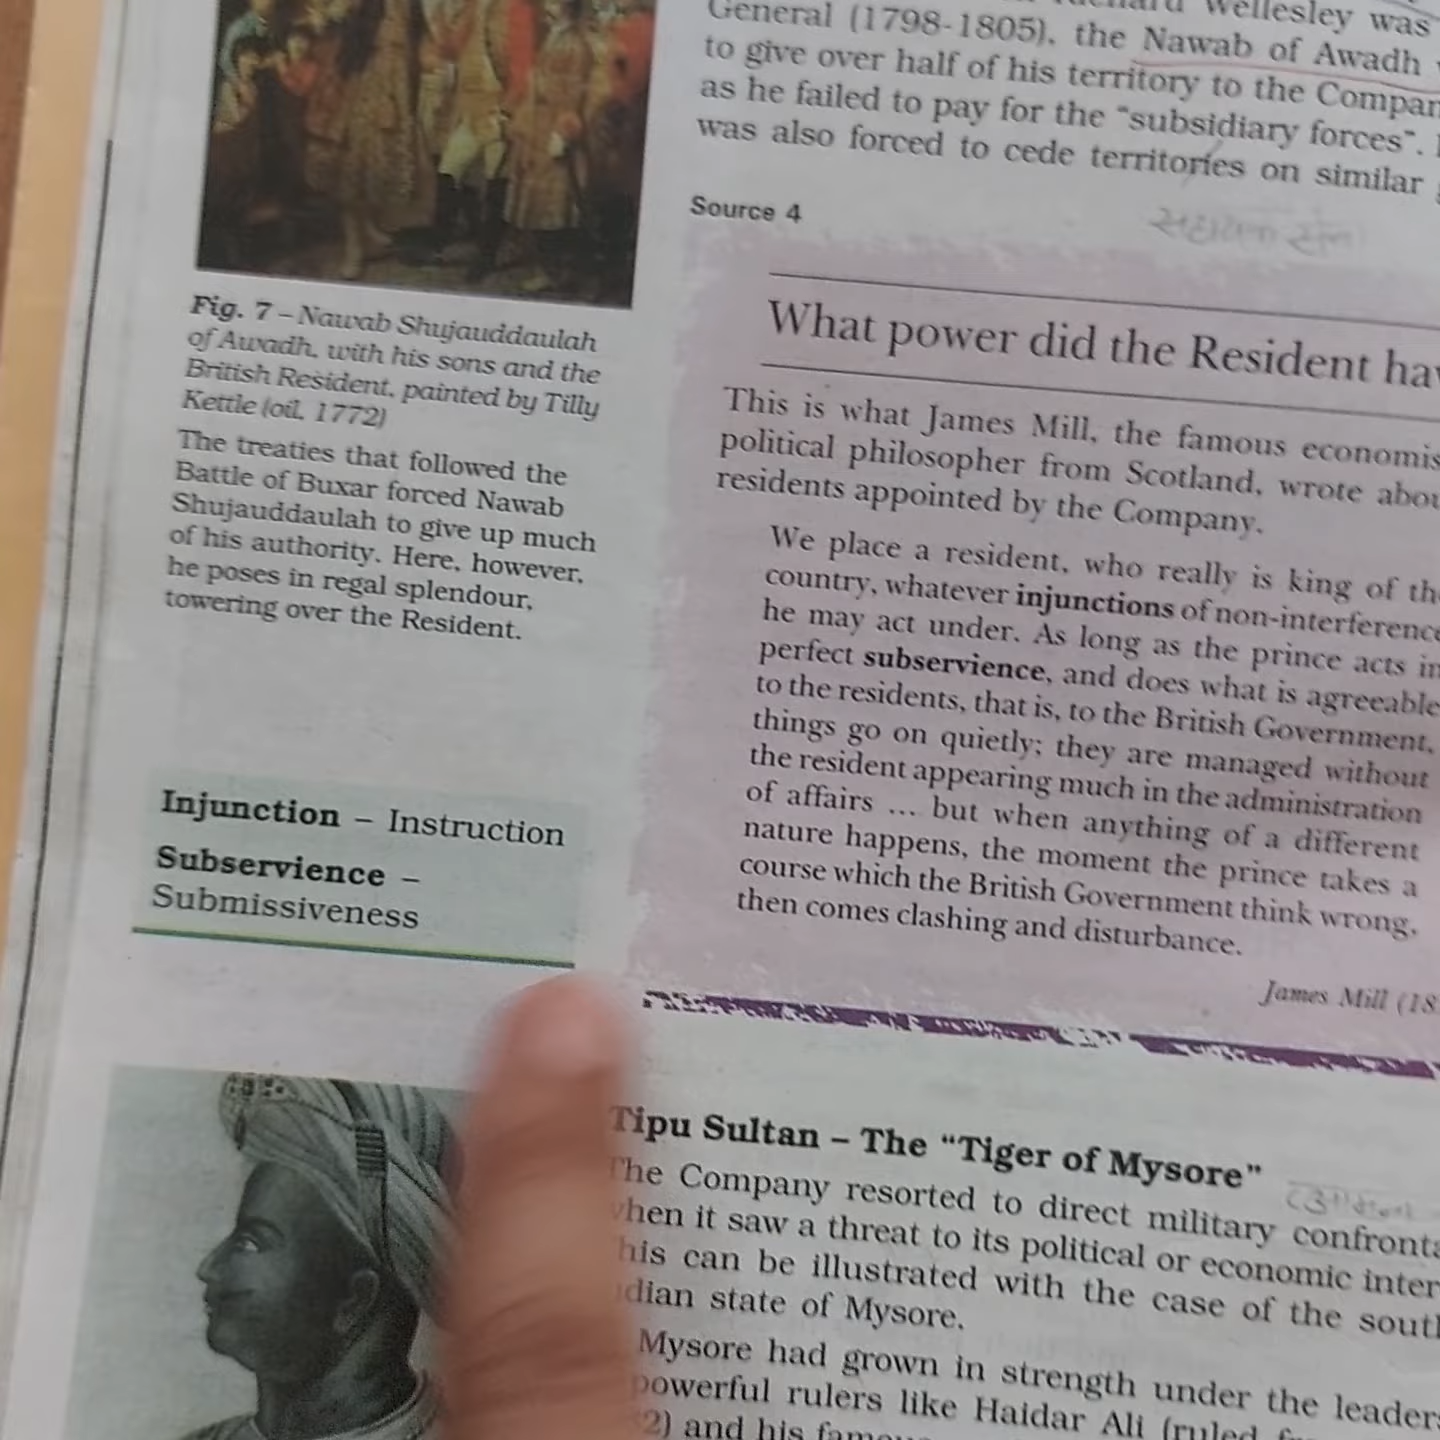 Wellesley was
General (1798-1805), the Nawab of Awadh
to give over half of his territory to the
as he failed to pay for the "subsidiary forces".
was also forced to cede territories on similar
Source 4
What power did the Resident
This is what James Mill, the famous
political philosopher from Scotland, wrote
residents appointed by the Company.
We place a resident, who really is king of
country, whatever injunctions of non-interference
he may act under. As long as the prince acts in
perfect subservience, and does what is agreeable
to the residents, that is, to the British Government,
things go on quietly; they are managed without
the resident appearing much in the administration
of affairs ... but when anything of a different
nature happens, the moment the prince takes a
course which the British Government think wrong,
then comes clashing and disturbance.
James Mill
Fig. 7 – Nawab Shujauddaulah
of Awadh, with his sons and the
British Resident, painted by Tilly
Kettle (oil, 1772)
The treaties that followed the
Battle of Buxar forced Nawab
Shujauddaulah to give up much
of his authority. Here, however,
he poses in regal splendour,
towering over the Resident.
Injunction – Instruction
Subservience –
Submissiveness
Tipu Sultan – The "Tiger of Mysore"
The Company resorted to direct military
when it saw a threat to its political or economic
can be illustrated with the case of the
state of Mysore.
Mysore had grown in strength under the
powerful rulers like Haidar Ali (ruled
and his